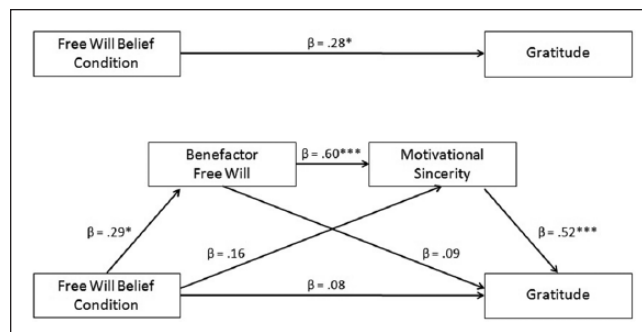 Free Will Belief
Condition
β = .28*
Gratitude
Benefactor
Free Will
β = .60***
Motivational
Sincerity
β = .29*
β = .16
β = .09
β = .52***
Free Will Belief
Condition
β = .08
Gratitude